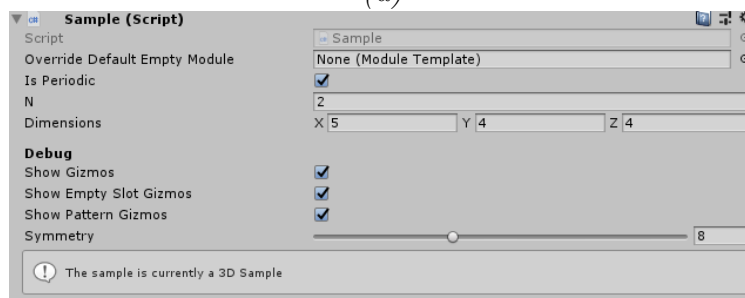 (a)
Sample (Script)
Script Sample
Override Default Empty Module None (Module Template)
Is Periodic
N 2
Dimensions X 5 Y 4 Z 4
Debug
Show Gizmos
Show Empty Slot Gizmos
Show Pattern Gizmos
Symmetry 8
The sample is currently a 3D Sample